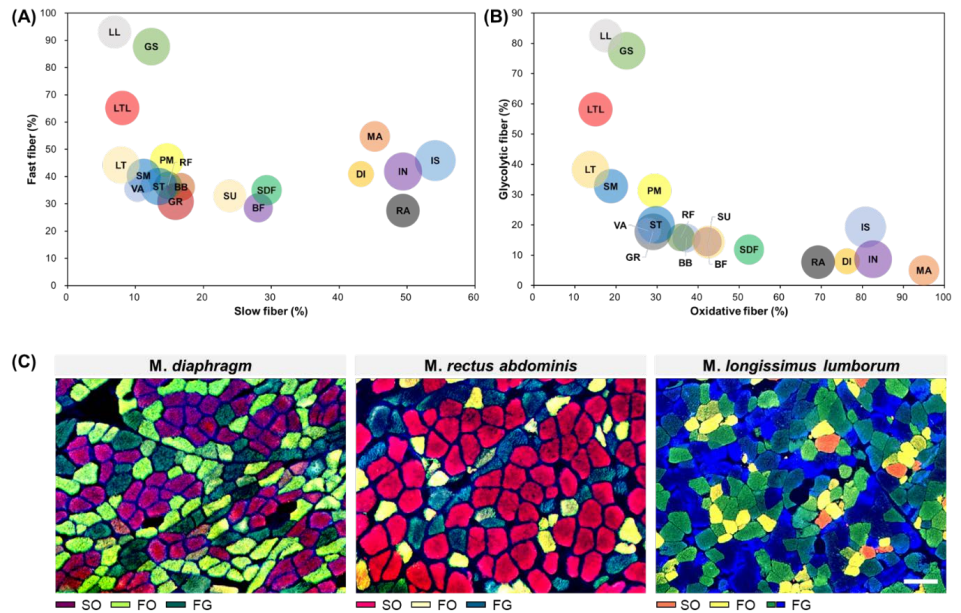 (A)
Fast fiber (%)
100
90
80
70
60
50
40
30
20
10
0
LL
GS
LTL
MA
LT
PM
RF
IS
SM
IN
DI
VA
ST
BB
SDF
SU
GR
BF
RA
0 10 20 30 40 50 60
Slow fiber (%)
(B)
Glycolytic fiber (%)
90
80
70
60
50
40
30
20
10
0
LL
GS
LTL
LT
SM
PM
RF
SU
VA
ST
IS
SDF
GR
BB
BF
RA
DI
IN
MA
0 10 20 30 40 50 60 70 80 90 100
Oxidative fiber (%)
(C)
M. diaphragm
M. rectus abdominis
M. longissimus lumborum
SO FO FG
SO FO FG
SO FO FG